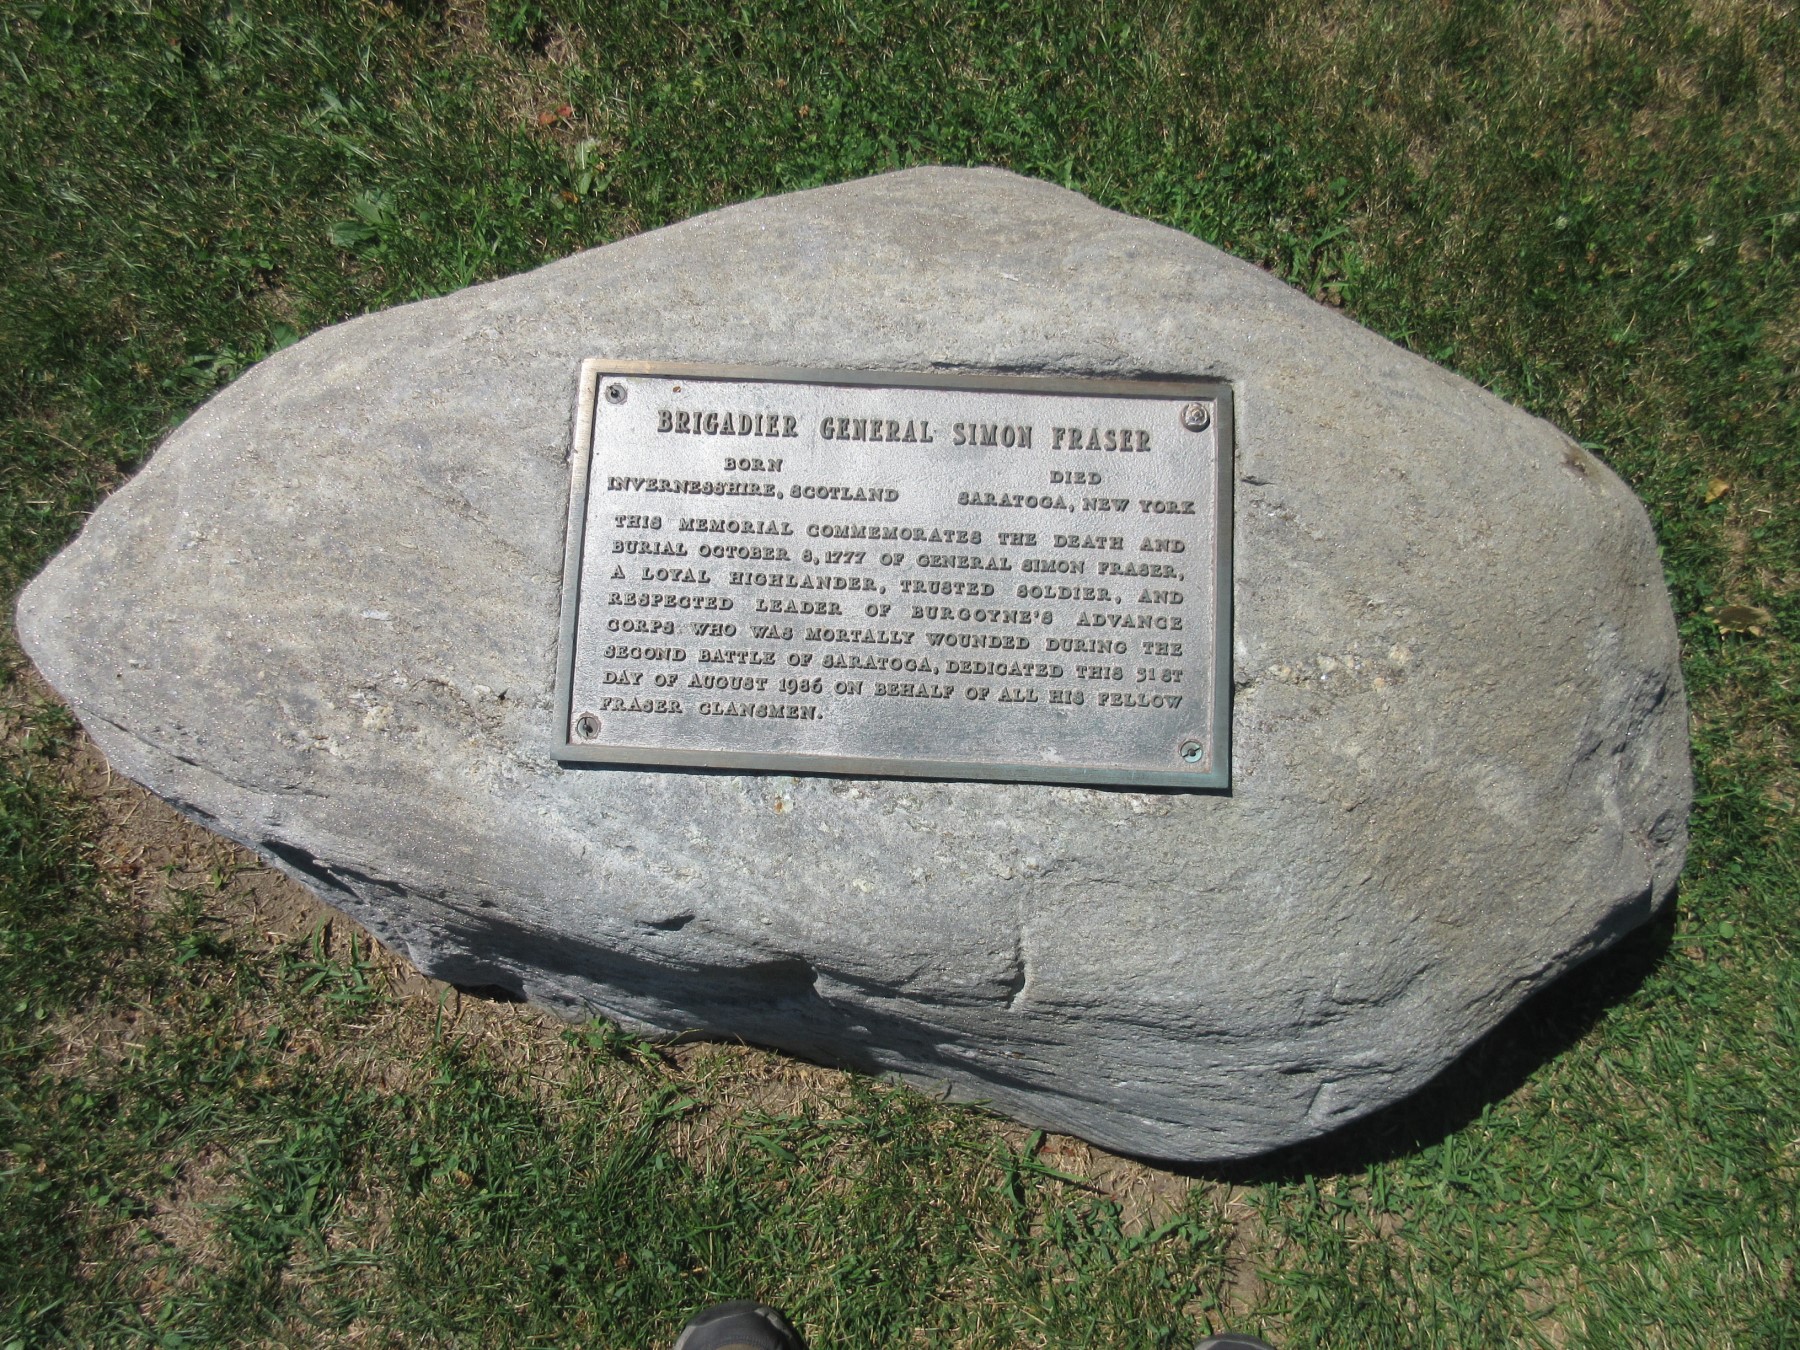 BRIGADIER GENERAL SIMON FRASER
BORN
INVERNESSHIRE, SCOTLAND
DIED
SARATOGA, NEW YORK
THIS MEMORIAL COMMEMORATES THE DEATH AND
BURIAL OCTOBER 8, 1777 OF GENERAL SIMON FRASER,
A LOYAL HIGHLANDER, TRUSTED SOLDIER, AND
RESPECTED LEADER OF BURGOYNE'S ADVANCE
CORPS WHO WAS MORTALLY WOUNDED DURING THE
SECOND BATTLE OF SARATOGA, DEDICATED THIS 31ST
DAY OF AUGUST 1986 ON BEHALF OF ALL HIS FELLOW
FRASER CLANSMEN.